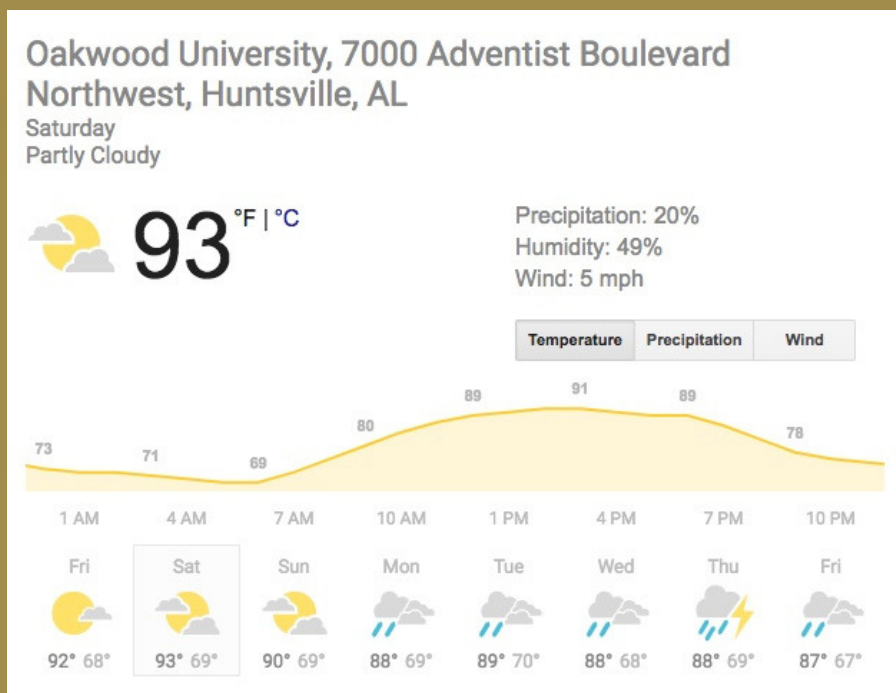 Oakwood University, 7000 Adventist Boulevard
Northwest, Huntsville, AL
Saturday
Partly Cloudy
93 °F | °C
Precipitation: 20%
Humidity: 49%
Wind: 5 mph
Temperature Precipitation Wind
73 71 69 80 89 91 89 78
1 AM 4 AM 7 AM 10 AM 1 PM 4 PM 7 PM 10 PM
Fri Sat Sun Mon Tue Wed Thu Fri
92° 68° 93° 69° 90° 69° 88° 69° 89° 70° 88° 68° 88° 69° 87° 67°